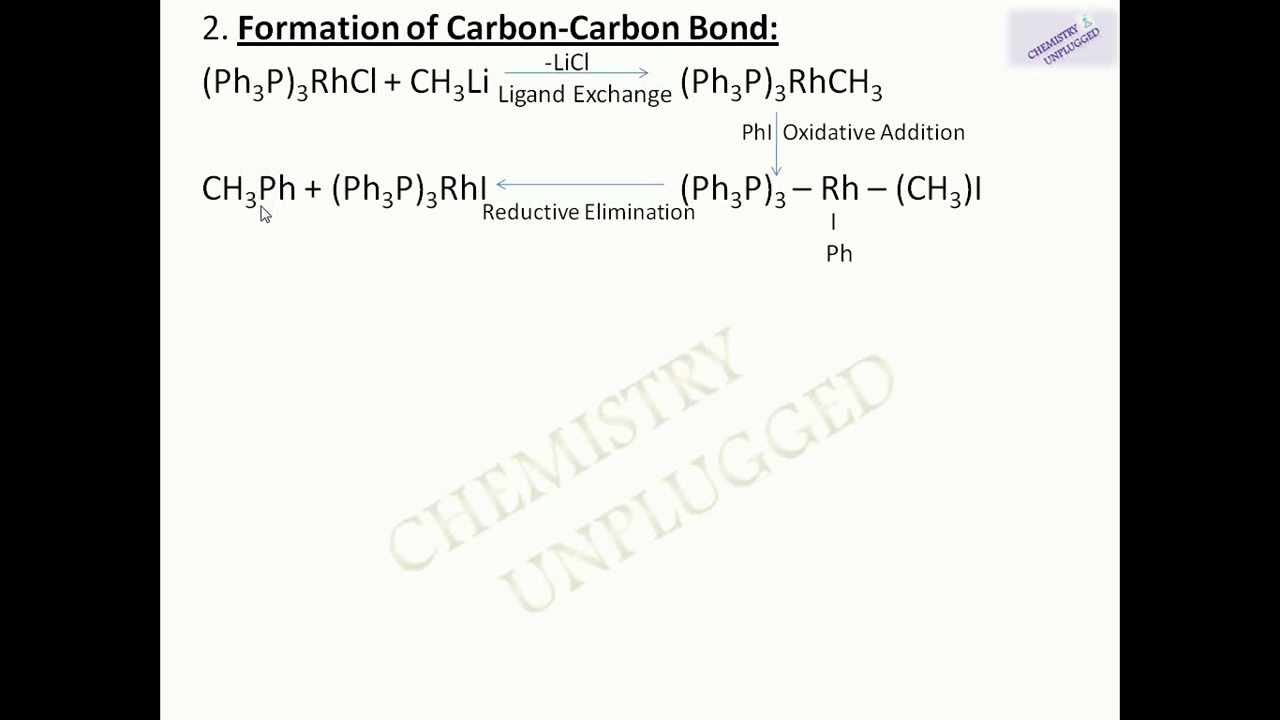 2. Formation of Carbon-Carbon Bond:
CHEMISTRY
UNPLUGGED
-LiCl
(Ph₃P)₃RhCl + CH₃Li Ligand Exchange (Ph₃P)₃RhCH₃
PhI Oxidative Addition
CH₃Ph + (Ph₃P)₃RhI (Ph₃P)₃ – Rh – (CH₃)I
Reductive Elimination
I
Ph
CHEMISTRY
UNPLUGGED